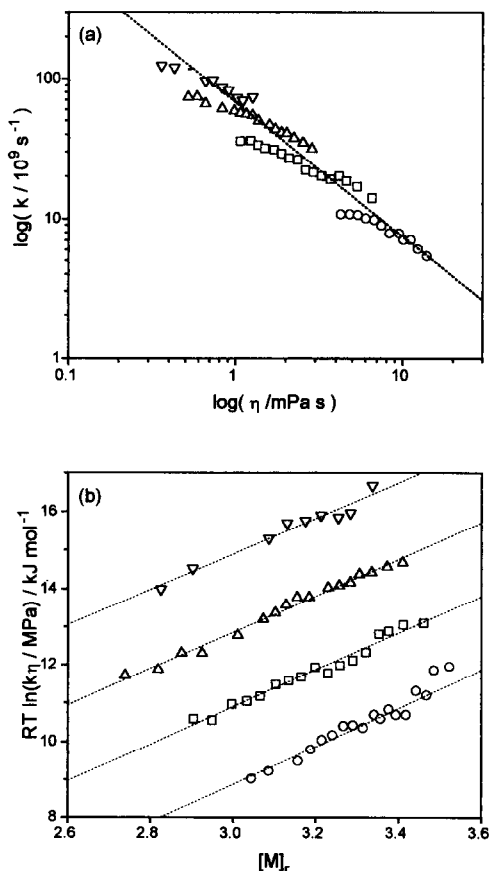 (a)
log( k / 10⁹ s⁻¹ )
100
10
1
0.1
1
10
log( η /mPa s )
(b)
RT ln(kη / MPa) / kJ mol⁻¹
16
14
12
10
8
2.6
2.8
3.0
3.2
3.4
3.6
[M]ᵣ